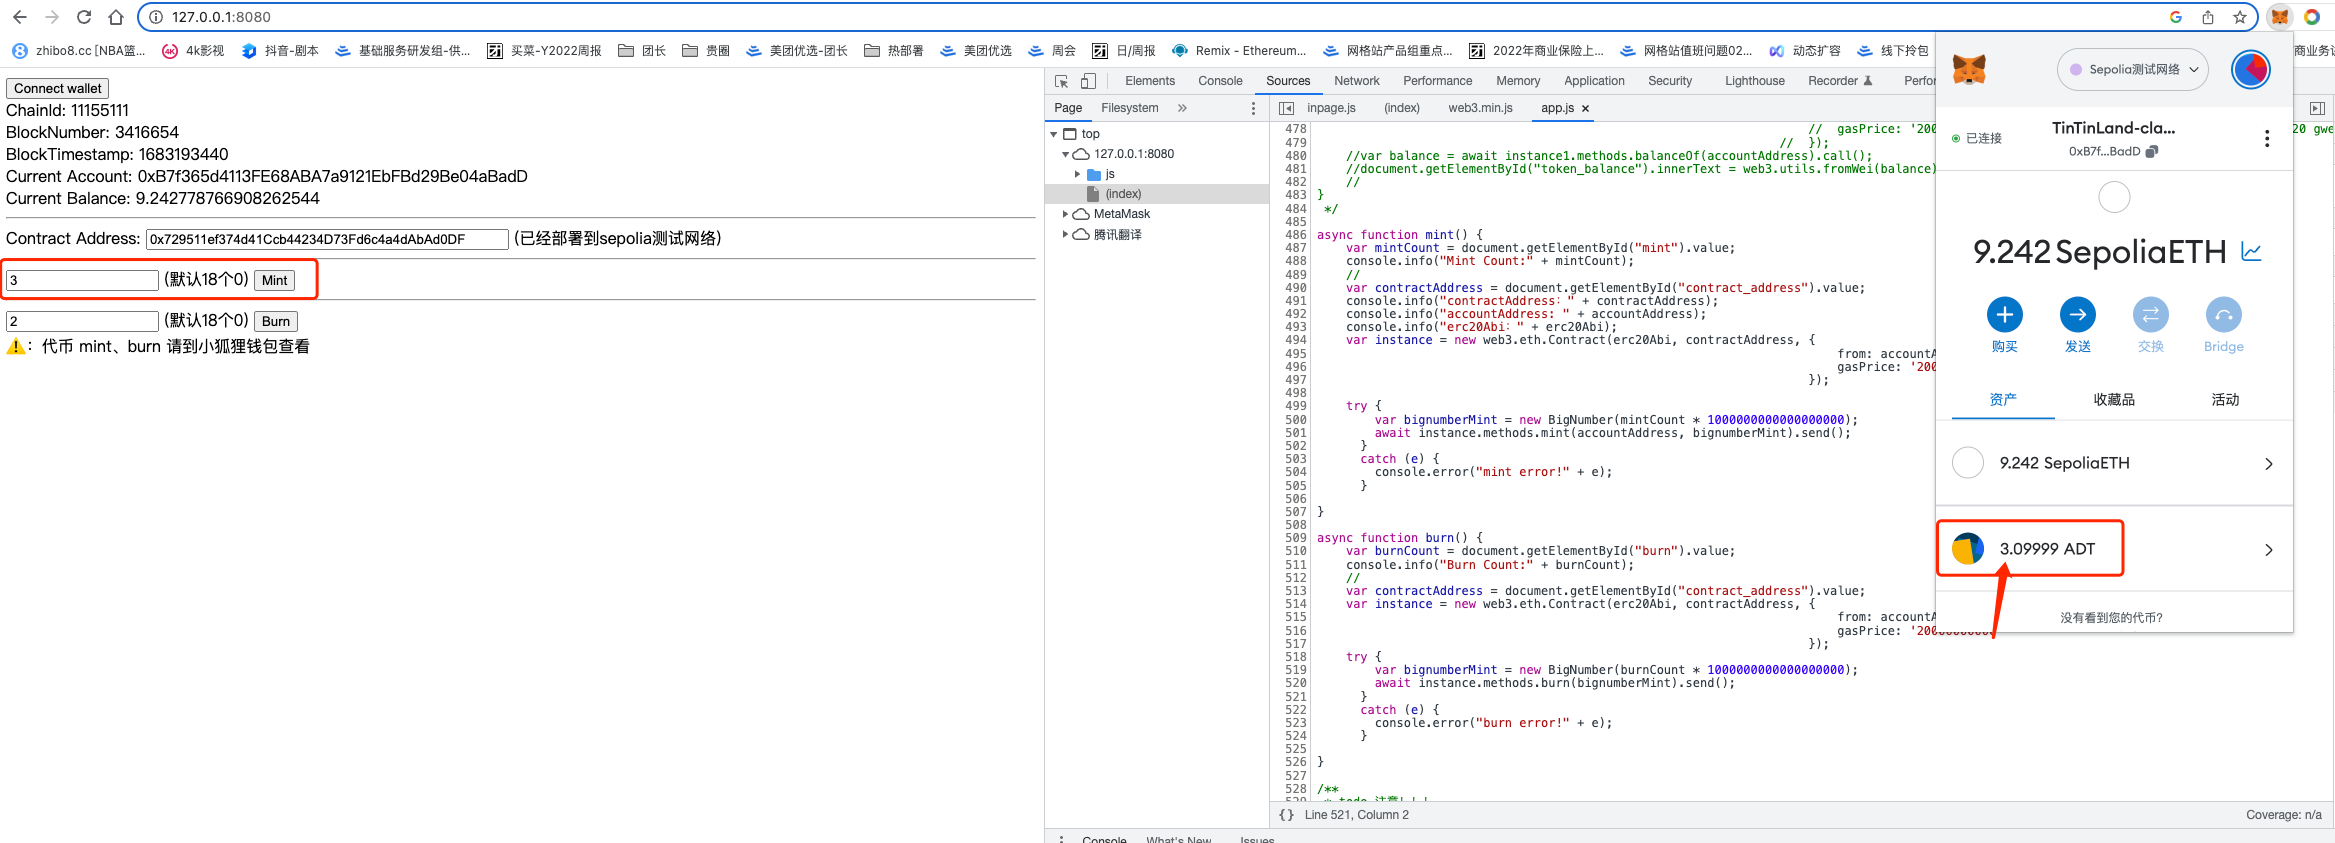 127.0.0.1:8080
zhibo8.cc [NBA篮...
4k影视
抖音-剧本
基础服务研发组-供...
买菜-Y2022周报
团长
贵圈
美团优选-团长
热部署
美团优选
周会
日/周报
Remix - Ethereum...
网格站产品组重点...
2022年商业保险上...
网格站值班问题02...
动态扩容
线下拎包
商业务
Connect wallet
ChainId: 11155111
BlockNumber: 3416654
BlockTimestamp: 1683193440
Current Account: 0xB7f365d4113FE68ABA7a9121EbFBd29Be04aBadD
Current Balance: 9.242778766908262544
Contract Address: 0x729511ef374d41Ccb44234D73Fd6c4a4dAbAd0DF (已经部署到sepolia测试网络)
3 (默认18个0) Mint
2 (默认18个0) Burn
⚠️：代币 mint、burn 请到小狐狸钱包查看
Elements Console Sources Network Performance Memory Application Security Lighthouse Recorder Perfor
Page Filesystem »
top
127.0.0.1:8080
js
(index)
MetaMask
腾讯翻译
inpage.js (index) web3.min.js app.js ×
478 // gasPrice: '200 20 gwe
479 // });
480 //var balance = await instance1.methods.balanceOf(accountAddress).call();
481 //document.getElementById("token_balance").innerText = web3.utils.fromWei(balance)
482 //
483 }
484 */
485
486 async function mint() {
487 var mintCount = document.getElementById("mint").value;
488 console.info("Mint Count:" + mintCount);
489 //
490 var contractAddress = document.getElementById("contract_address").value;
491 console.info("contractAddress: " + contractAddress);
492 console.info("accountAddress: " + accountAddress);
493 console.info("erc20Abi: " + erc20Abi);
494 var instance = new web3.eth.Contract(erc20Abi, contractAddress, {
495 from: accountA
496 gasPrice: '200
497 });
498
499 try {
500 var bignumberMint = new BigNumber(mintCount * 1000000000000000000);
501 await instance.methods.mint(accountAddress, bignumberMint).send();
502 }
503 catch (e) {
504 console.error("mint error!" + e);
505 }
506
507 }
508
509 async function burn() {
510 var burnCount = document.getElementById("burn").value;
511 console.info("Burn Count:" + burnCount);
512 //
513 var contractAddress = document.getElementById("contract_address").value;
514 var instance = new web3.eth.Contract(erc20Abi, contractAddress, {
515 from: accountA
516 gasPrice: '20000000000
517 });
518 try {
519 var bignumberMint = new BigNumber(burnCount * 1000000000000000000);
520 await instance.methods.burn(bignumberMint).send();
521 }
522 catch (e) {
523 console.error("burn error!" + e);
524 }
525
526 }
527
528 /**
529 * todo 注意!!!
{} Line 521, Column 2 Coverage: n/a
Console What's New Issues
Sepolia测试网络
已连接
TinTinLand-cla...
0xB7f...BadD
9.242 SepoliaETH
购买 发送 交换 Bridge
资产 收藏品 活动
9.242 SepoliaETH
3.09999 ADT
没有看到您的代币?